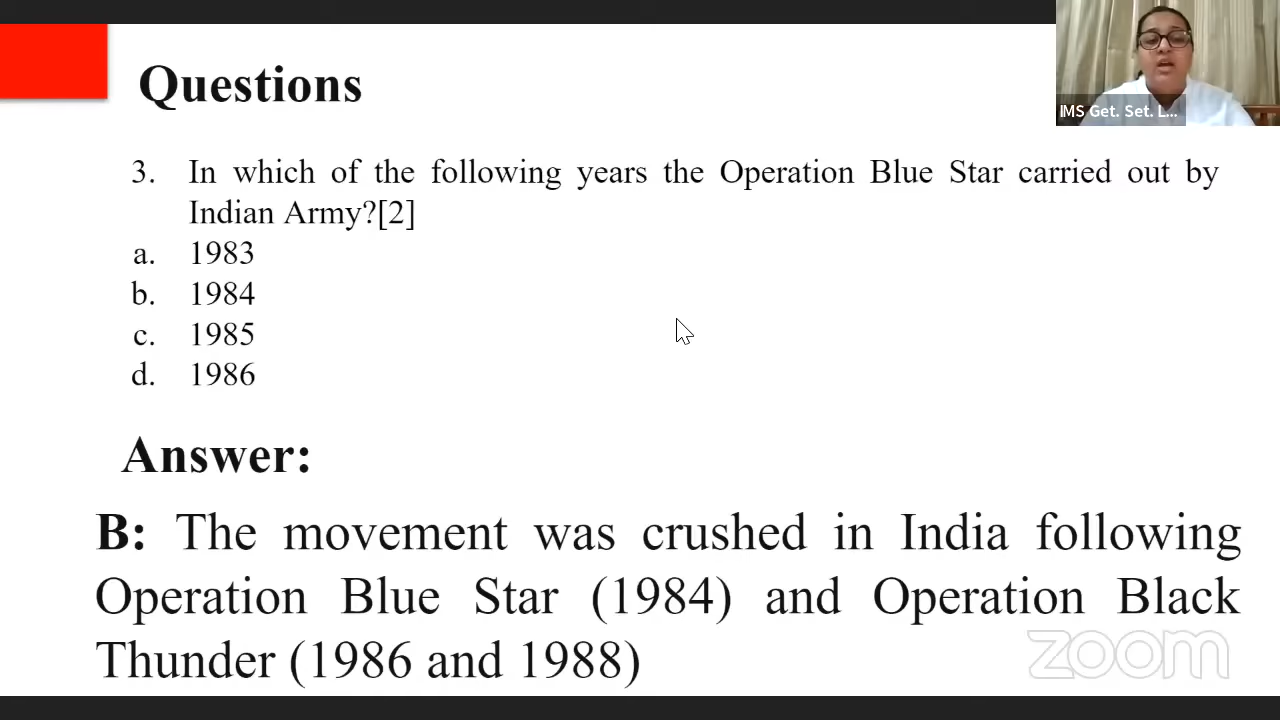 Questions
IMS Get. Set. L...
3. In which of the following years the Operation Blue Star carried out by
Indian Army?[2]
a. 1983
b. 1984
c. 1985
d. 1986
Answer:
B: The movement was crushed in India following
Operation Blue Star (1984) and Operation Black
Thunder (1986 and 1988)
zoom